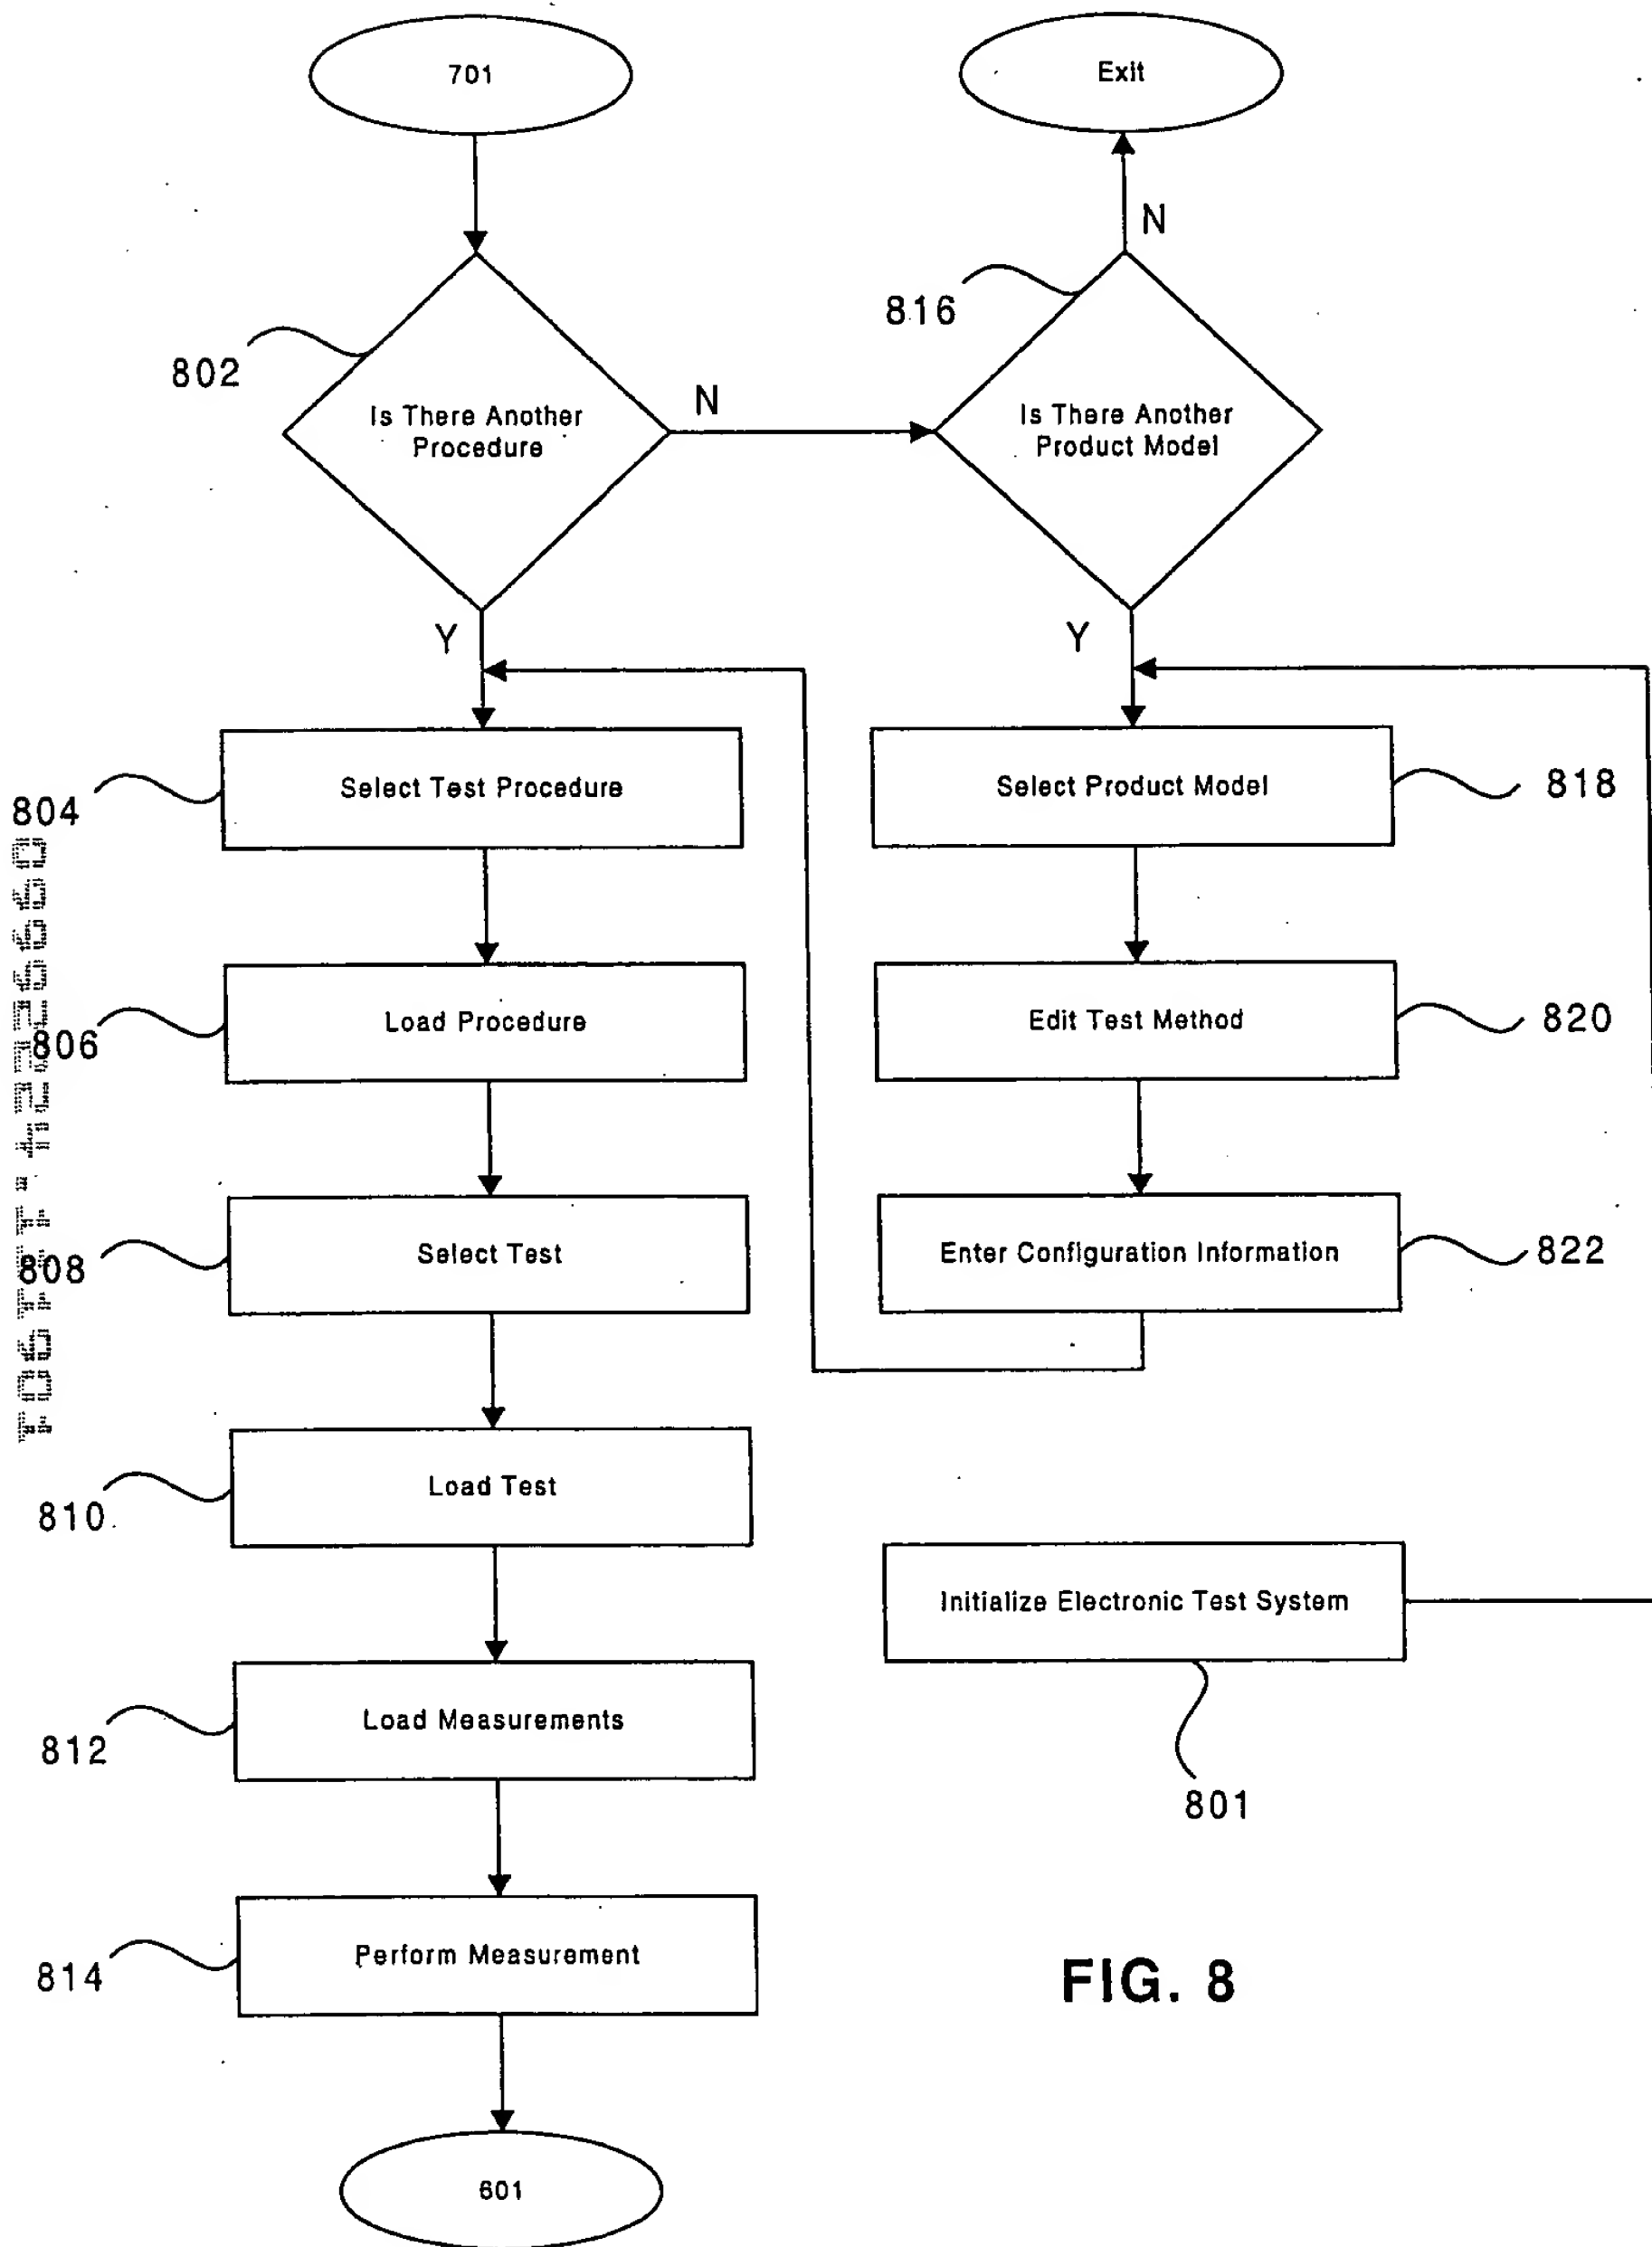 701
Exit
N
816
802
Is There Another
Procedure
N
Is There Another
Product Model
Y
Y
Select Test Procedure
804
Select Product Model
818
Load Procedure
806
Edit Test Method
820
Select Test
808
Enter Configuration Information
822
Load Test
810
Initialize Electronic Test System
801
Load Measurements
812
Perform Measurement
814
FIG. 8
601